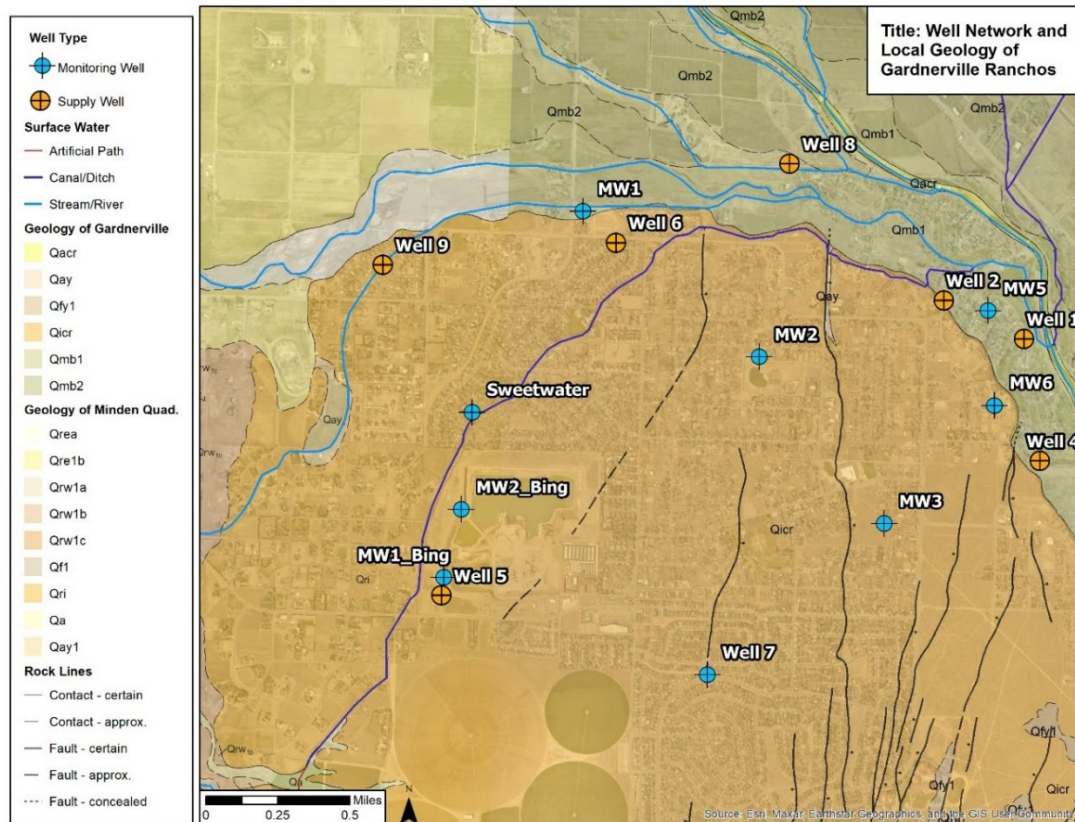 Well Type
Monitoring Well
Supply Well
Surface Water
Artificial Path
Canal/Ditch
Stream/River
Geology of Gardnerville
Qacr
Qay
Qfy1
Qicr
Qmb1
Qmb2
Geology of Minden Quad.
Qrea
Qre1b
Qrw1a
Qrw1b
Qrw1c
Qf1
Qri
Qa
Qay1
Rock Lines
Contact - certain
Contact - approx.
Fault - certain
Fault - approx.
Fault - concealed
Title: Well Network and
Local Geology of
Gardnerville Ranchos
Qmb2
Qmb2
Qmb2
Qmb2
Qmb1
Well 8
Qacr
MW1
Well 6
Qmb1
Well 9
Well 2
MW5
Qay
Well 1
MW2
MW6
Sweetwater
Qay
Well 4
MW2_Bing
MW3
Qicr
MW1_Bing
Well 5
Qri
Well 7
Qfy1
Qfy1
Qicr
N
0
0.25
0.5
Miles
Source: Esri, Maxar, Earthstar Geographics, and the GIS User Community